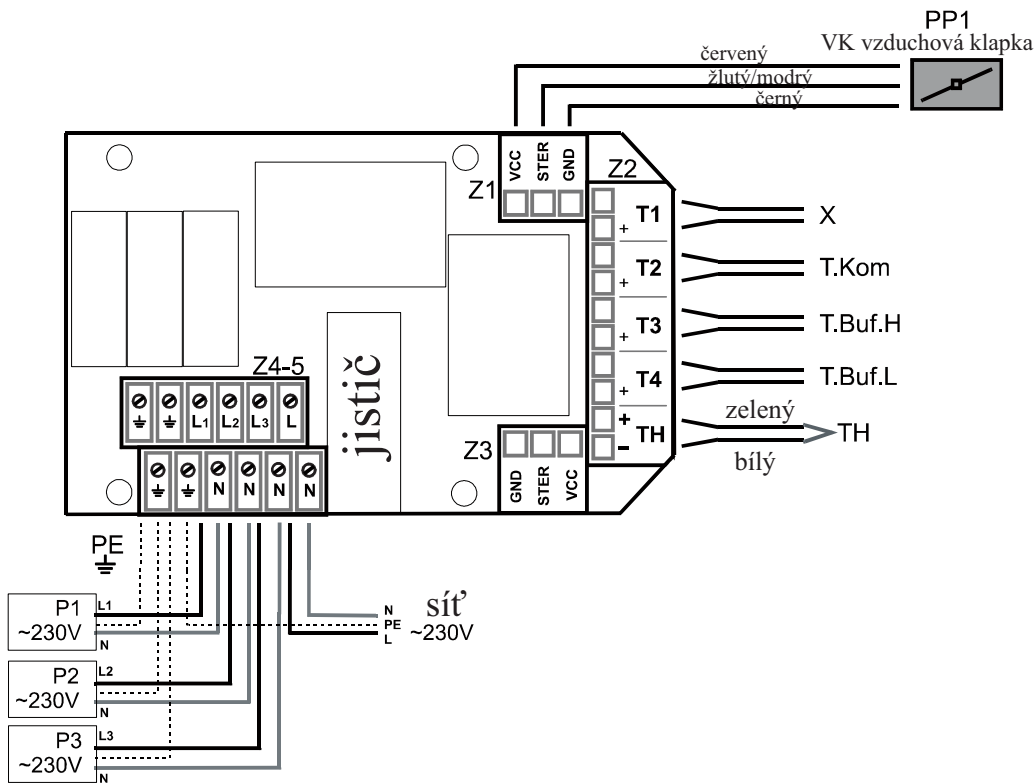 PP1
VK vzduchová klapka
červený
žlutý/modrý
černý
VCC STER GND
Z1
Z2
+ T1
X
+ T2
T.Kom
+ T3
T.Buf.H
+ T4
T.Buf.L
+ TH -
zelený
bílý
TH
Z4-5
L1 L2 L3 L
N N N N
jistič
Z3
GND STER VCC
PE
P1
~230V
L1
N
P2
~230V
L2
N
P3
~230V
L3
N
N
PE
L
síť
~230V